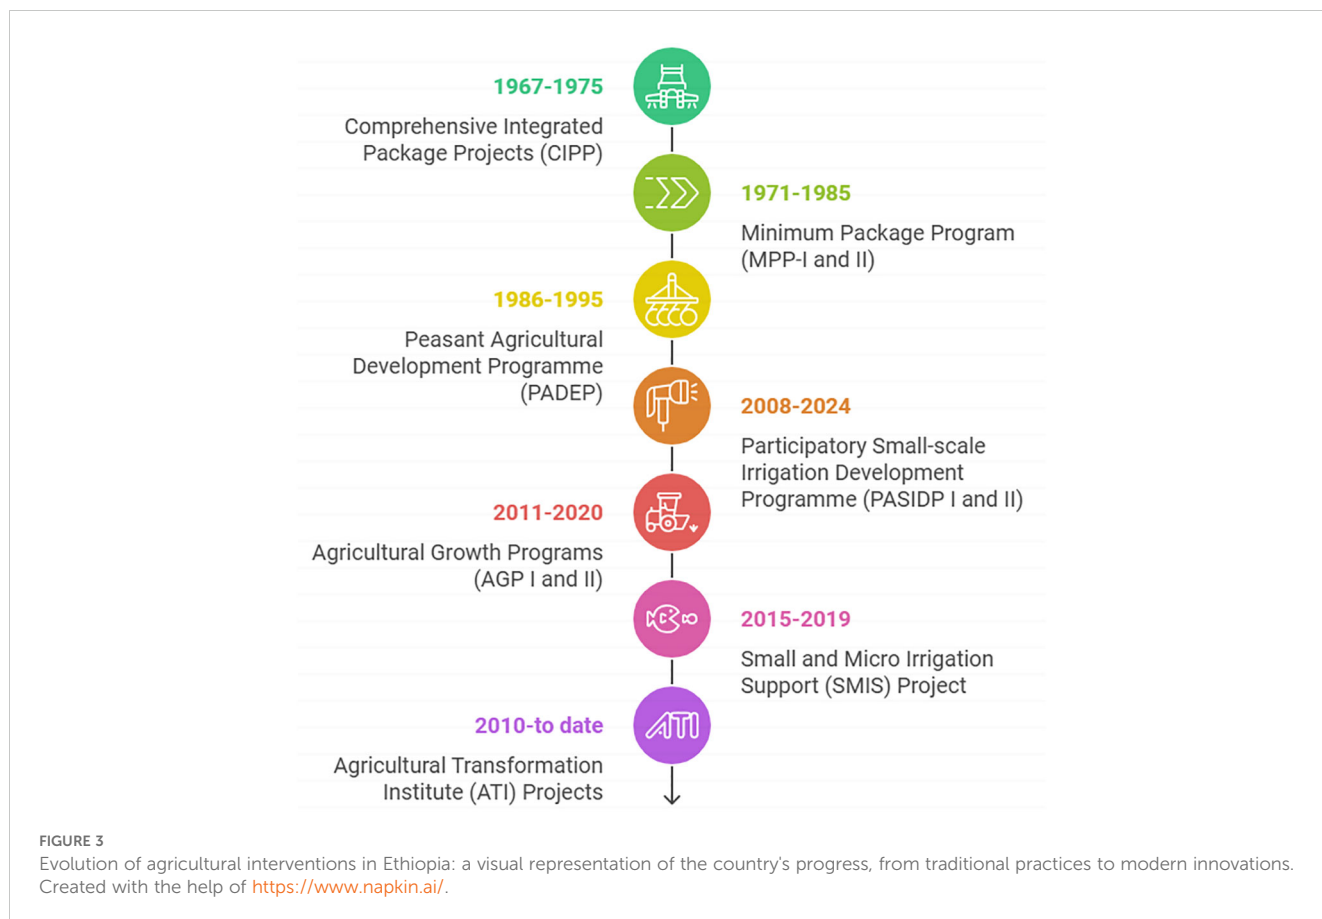 1967-1975
Comprehensive Integrated
Package Projects (CIPP)
1971-1985
Minimum Package Program
(MPP-I and II)
1986-1995
Peasant Agricultural
Development Programme
(PADEP)
2008-2024
Participatory Small-scale
Irrigation Development
Programme (PASIDP I and II)
2011-2020
Agricultural Growth Programs
(AGP I and II)
2015-2019
Small and Micro Irrigation
Support (SMIS) Project
2010-to date
Agricultural Transformation
Institute (ATI) Projects
ATI
FIGURE 3
Evolution of agricultural interventions in Ethiopia: a visual representation of the country's progress, from traditional practices to modern innovations.
Created with the help of https://www.napkin.ai/.